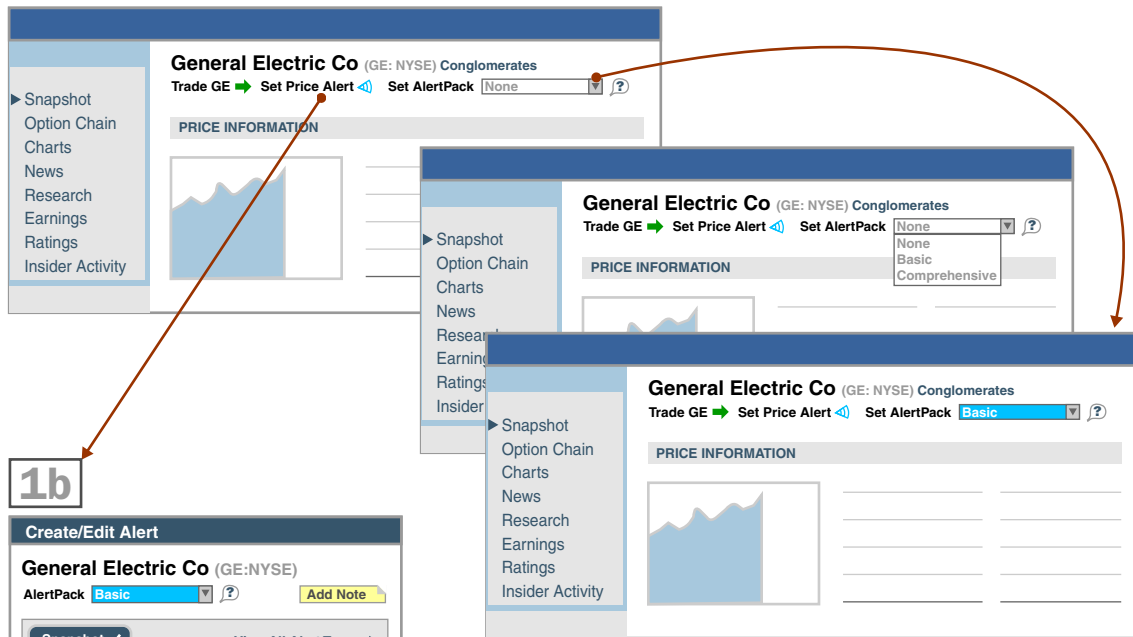 General Electric Co (GE: NYSE) Conglomerates
Trade GE Set Price Alert Set AlertPack None ?
Snapshot
Option Chain
Charts
News
Research
Earnings
Ratings
Insider Activity
PRICE INFORMATION
General Electric Co (GE: NYSE) Conglomerates
Trade GE Set Price Alert Set AlertPack None ?
None
Basic
Comprehensive
Snapshot
Option Chain
Charts
News
Ratings
Insider
PRICE INFORMATION
General Electric Co (GE: NYSE) Conglomerates
Trade GE Set Price Alert Set AlertPack Basic ?
Snapshot
Option Chain
Charts
News
Research
Earnings
Ratings
Insider Activity
PRICE INFORMATION
1b
Create/Edit Alert
General Electric Co (GE:NYSE)
AlertPack Basic ? Add Note